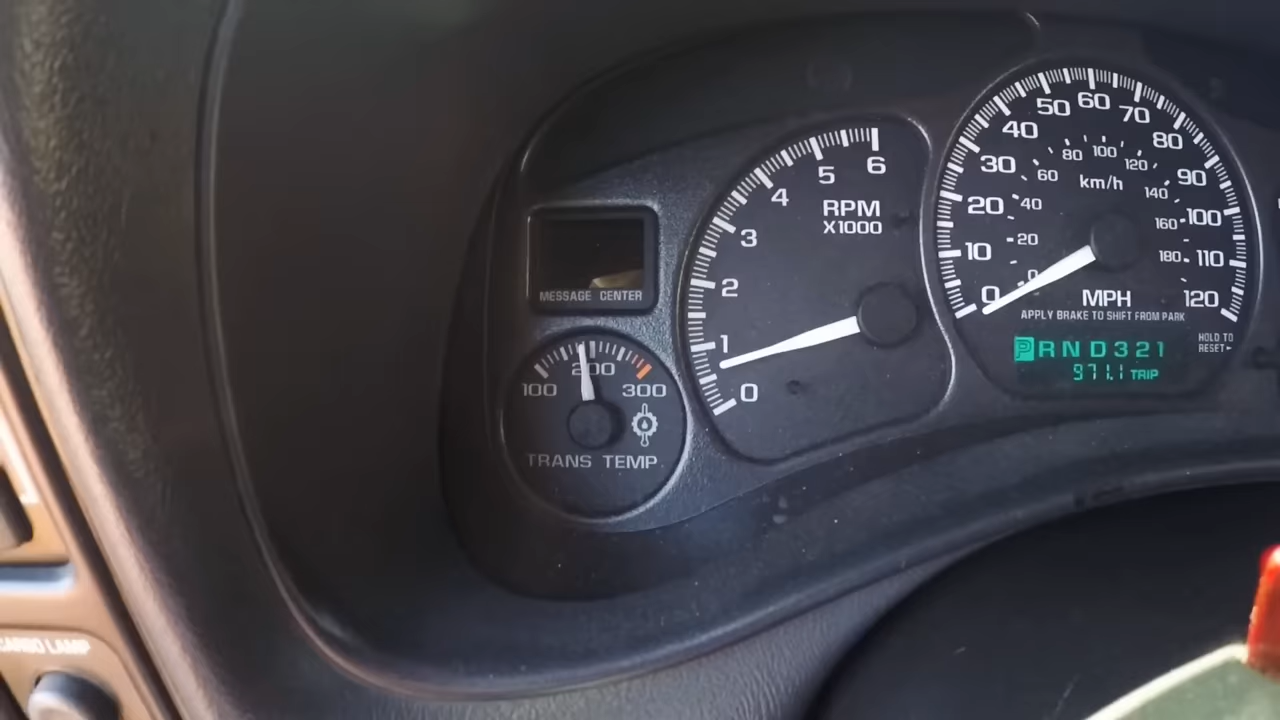 MESSAGE CENTER
100 200 300
TRANS TEMP
0 1 2 3 4 5 6
RPM
X1000
0 10 20 30 40 50 60 70 80 90 100 110 120
0 20 40 60 80 100 120 140 160 180
km/h
MPH
APPLY BRAKE TO SHIFT FROM PARK
PRND321
971.1 TRIP
HOLD TO
RESET
CARGO LAMP